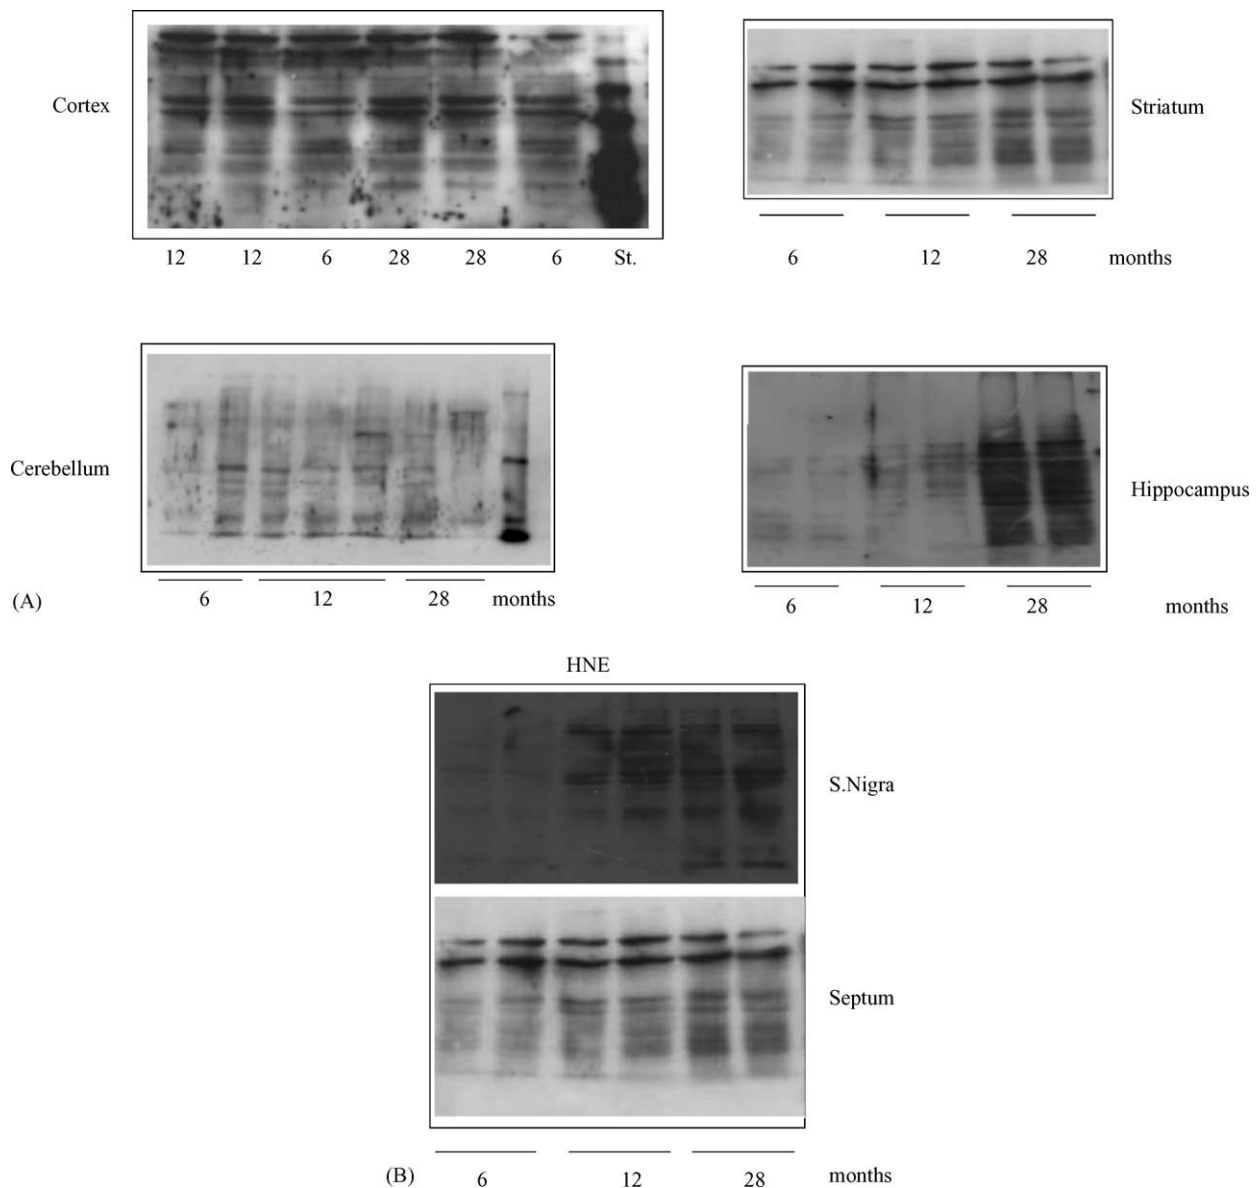 Cortex
12 12 6 28 28 6 St.
Striatum
6 12 28 months
Cerebellum
6 12 28 months
(A)
Hippocampus
6 12 28 months
HNE
S.Nigra
Septum
(B) 6 12 28 months